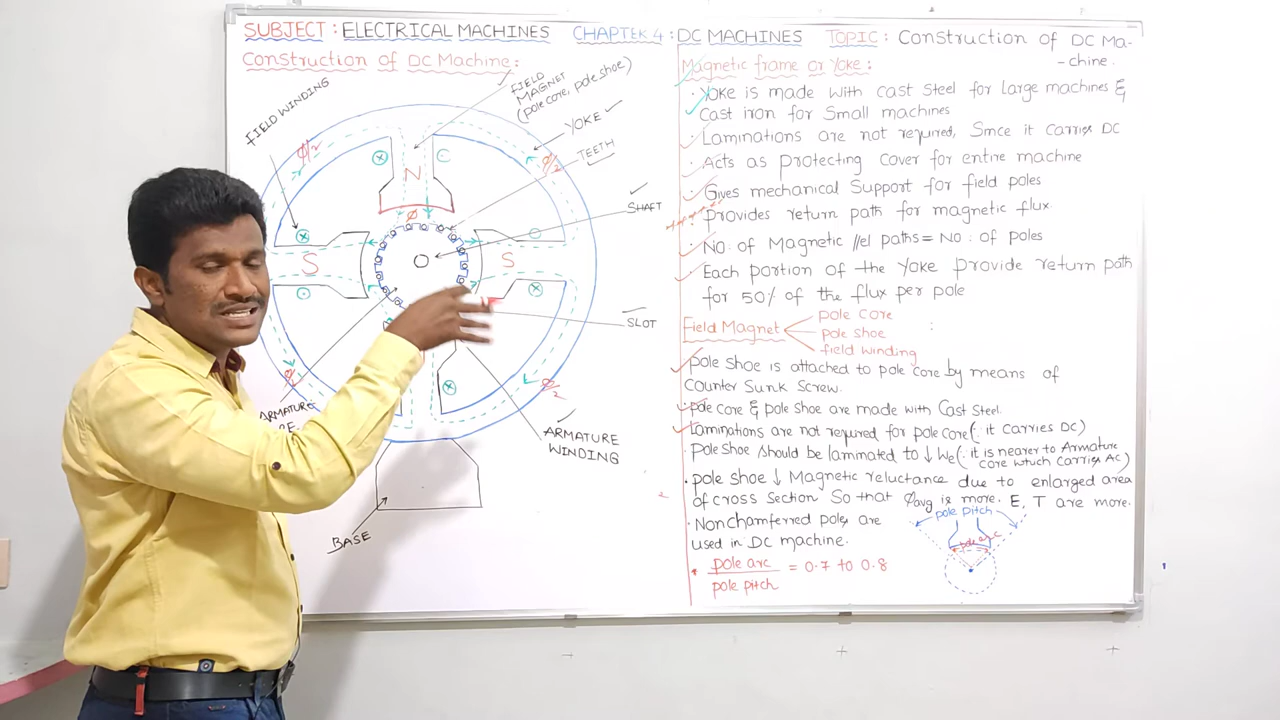 SUBJECT : ELECTRICAL MACHINES CHAPTER 4 : DC MACHINES TOPIC : Construction of DC Ma-
-chine.
Construction of DC Machine :
FIELD WINDING
FIELD
MAGNET
(pole core, pole shoe)
YOKE
TEETH
SHAFT
SLOT
ARMATURE
WINDING
ARMATURE
BASE
N
S
S
φ
φ/2
φ/2
φ/2
φ/2
Magnetic frame or Yoke :
· Yoke is made with cast steel for large machines &
Cast iron for Small machines
· Laminations are not required, Since it carries DC
· Acts as protecting cover for entire machine
· Gives mechanical Support for field poles
· Provides return path for magnetic flux.
· No : of Magnetic //el paths = No : of poles
· Each portion of the Yoke provide return path
for 50% of the flux per pole
Field Magnet
pole core
pole shoe
field winding
· Pole Shoe is attached to pole core by means of
Counter Sunk Screw.
· pole core & pole shoe are made with Cast Steel.
· Laminations are not required for pole core (∵ it carries DC)
· Pole shoe should be laminated to ↓ We (∵ it is nearer to Armature
core which carries AC)
· pole shoe ↓ Magnetic reluctance due to enlarged area
of cross section So that φavg is more. E, T are more.
· Non chamferred poles are
used in DC machine.
· pole arc
pole pitch
= 0.7 to 0.8
pole pitch
pole arc